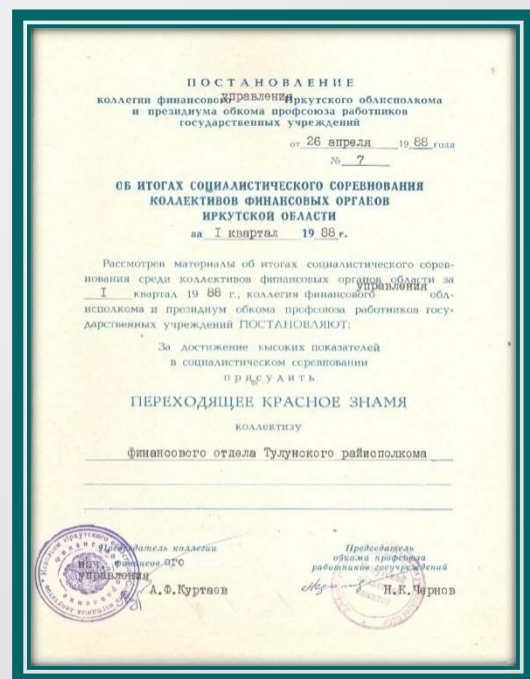 ПОСТАНОВЛЕНИЕ
коллегии финансового управления Иркутского облисполкома
и президиума обкома профсоюза работников
государственных учреждений
от 26 апреля 1988 года
№ 7
ОБ ИТОГАХ СОЦИАЛИСТИЧЕСКОГО СОРЕВНОВАНИЯ
КОЛЛЕКТИВОВ ФИНАНСОВЫХ ОРГАНОВ
ИРКУТСКОЙ ОБЛАСТИ
за I квартал 1988 г.
Рассмотрев материалы об итогах социалистического сорев-
нования среди коллективов финансовых органов области за
I квартал 1988 г., коллегия финансового управления обл-
исполкома и президиум обкома профсоюза работников госу-
дарственных учреждений ПОСТАНОВЛЯЮТ:
За достижение высоких показателей
в социалистическом соревновании
присудить
ПЕРЕХОДЯЩЕЕ КРАСНОЕ ЗНАМЯ
коллективу
финансового отдела Тулунского райисполкома
Председатель коллегии
нач. финансового
управления
А.Ф.Куртаев
Председатель
обкома профсоюза
работников госучреждений
Н.К.Чернов